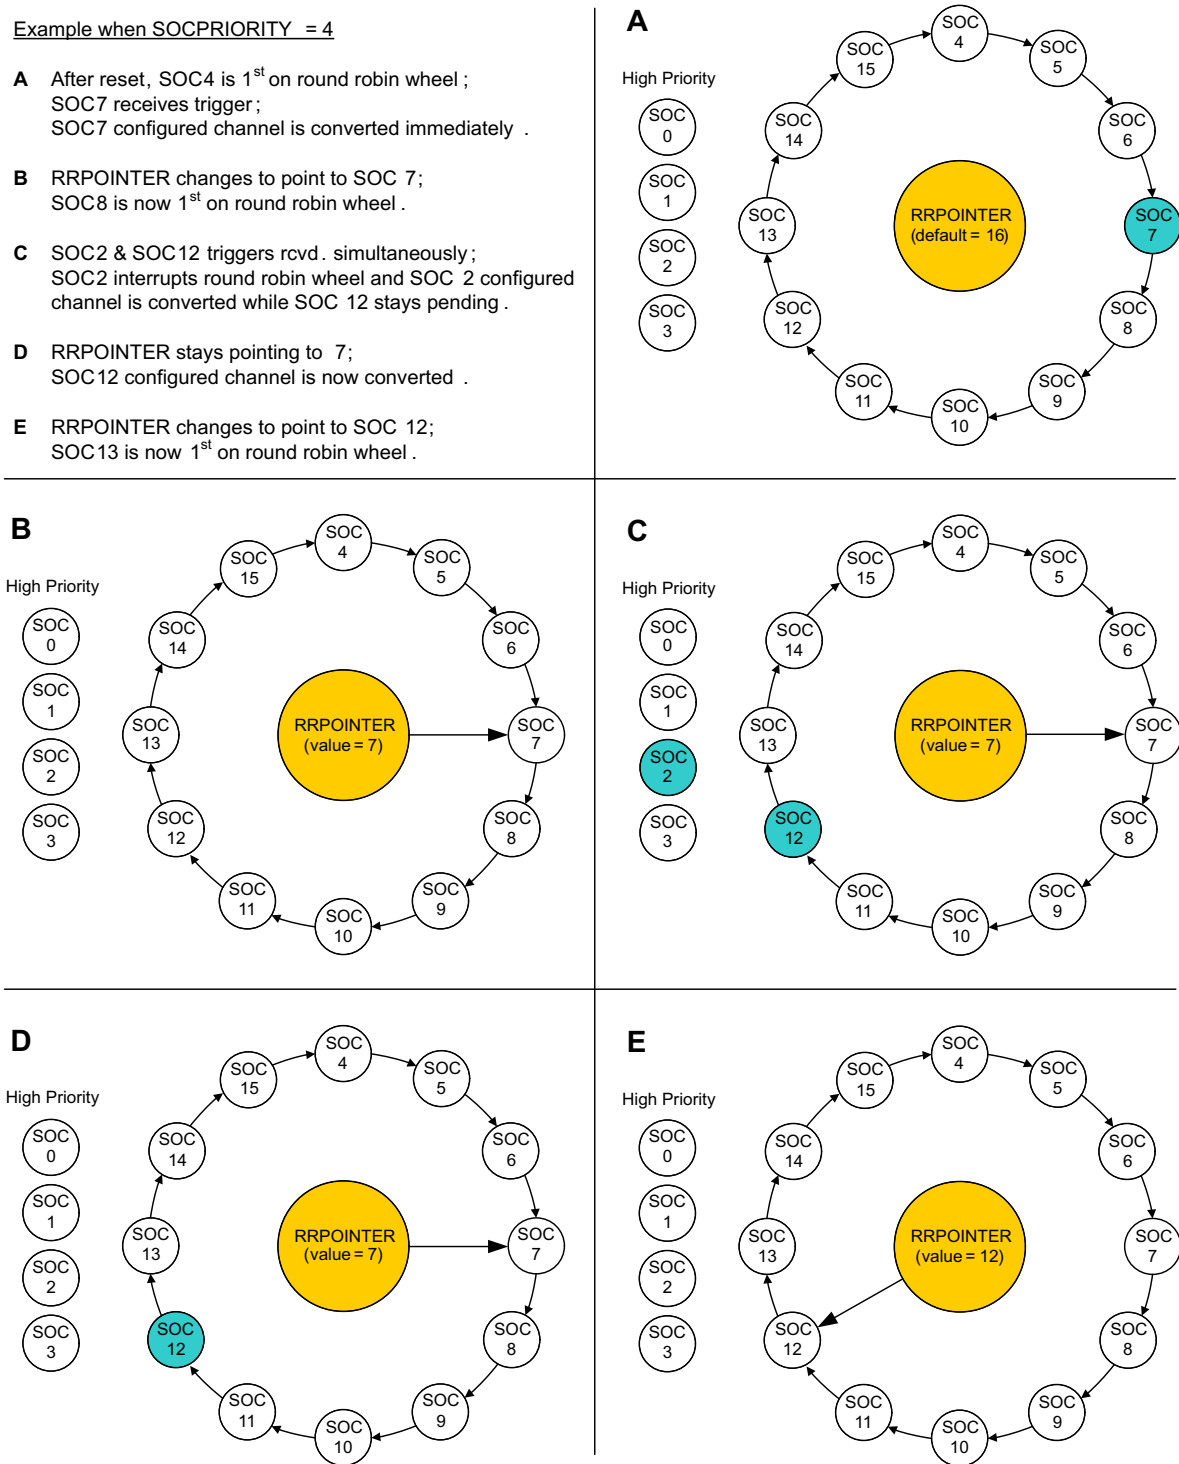 Example when SOCPRIORITY = 4
A After reset, SOC4 is 1st on round robin wheel ;
SOC7 receives trigger ;
SOC7 configured channel is converted immediately .
B RRPOINTER changes to point to SOC 7;
SOC8 is now 1st on round robin wheel .
C SOC2 & SOC12 triggers rcvd . simultaneously ;
SOC2 interrupts round robin wheel and SOC 2 configured
channel is converted while SOC 12 stays pending .
D RRPOINTER stays pointing to 7;
SOC12 configured channel is now converted .
E RRPOINTER changes to point to SOC 12;
SOC13 is now 1st on round robin wheel .
A
High Priority
SOC
0
SOC
1
SOC
2
SOC
3
SOC
4
SOC
5
SOC
6
SOC
7
SOC
8
SOC
9
SOC
10
SOC
11
SOC
12
SOC
13
SOC
14
SOC
15
RRPOINTER
(default = 16)
B
High Priority
SOC
0
SOC
1
SOC
2
SOC
3
SOC
4
SOC
5
SOC
6
SOC
7
SOC
8
SOC
9
SOC
10
SOC
11
SOC
12
SOC
13
SOC
14
SOC
15
RRPOINTER
(value = 7)
C
High Priority
SOC
0
SOC
1
SOC
2
SOC
3
SOC
4
SOC
5
SOC
6
SOC
7
SOC
8
SOC
9
SOC
10
SOC
11
SOC
12
SOC
13
SOC
14
SOC
15
RRPOINTER
(value = 7)
D
High Priority
SOC
0
SOC
1
SOC
2
SOC
3
SOC
4
SOC
5
SOC
6
SOC
7
SOC
8
SOC
9
SOC
10
SOC
11
SOC
12
SOC
13
SOC
14
SOC
15
RRPOINTER
(value = 7)
E
High Priority
SOC
0
SOC
1
SOC
2
SOC
3
SOC
4
SOC
5
SOC
6
SOC
7
SOC
8
SOC
9
SOC
10
SOC
11
SOC
12
SOC
13
SOC
14
SOC
15
RRPOINTER
(value = 12)